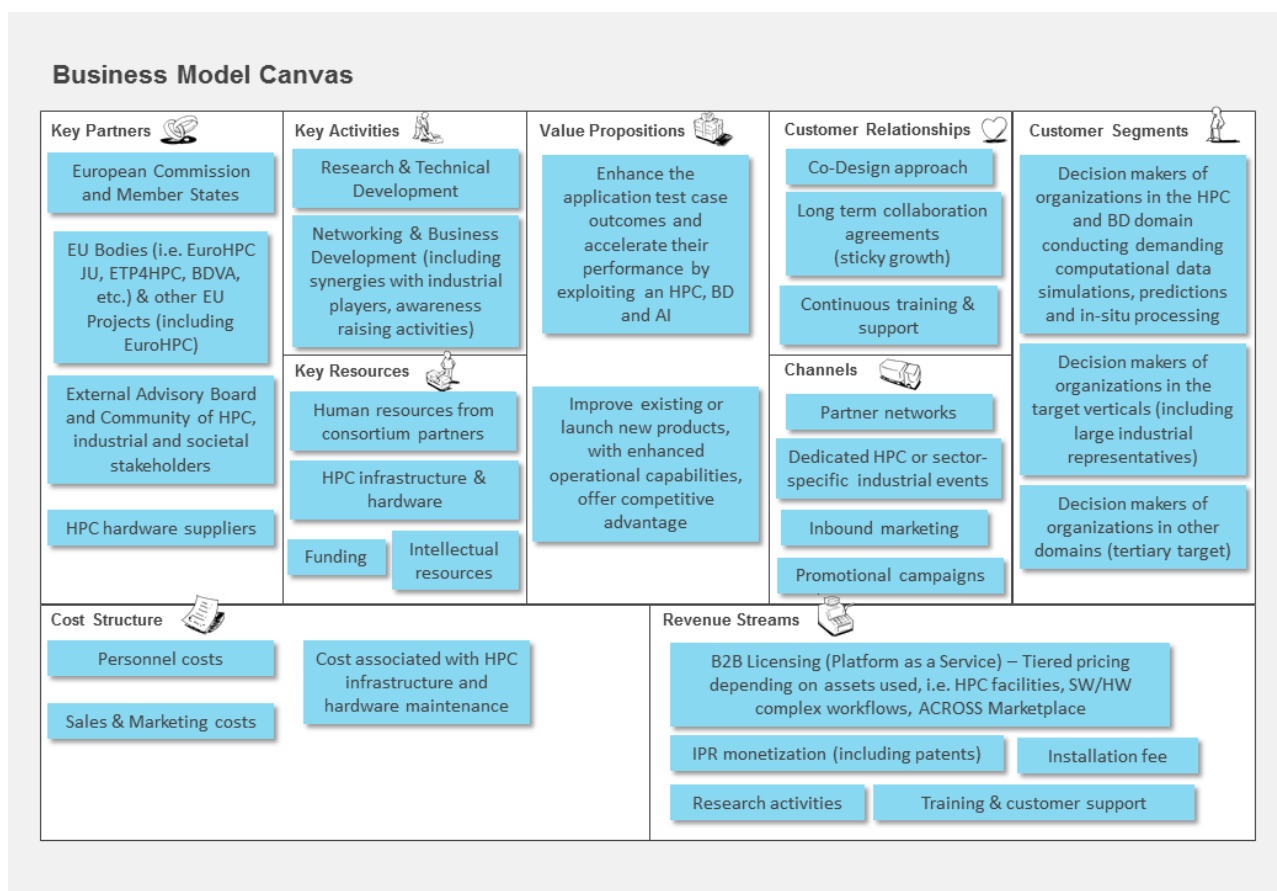 Business Model Canvas
Key Partners
European Commission
and Member States
EU Bodies (i.e. EuroHPC
JU, ETP4HPC, BDVA,
etc.) & other EU
Projects (including
EuroHPC)
External Advisory Board
and Community of HPC,
industrial and societal
stakeholders
HPC hardware suppliers
Key Activities
Research & Technical
Development
Networking & Business
Development (including
synergies with industrial
players, awareness
raising activities)
Key Resources
Human resources from
consortium partners
HPC infrastructure &
hardware
Funding
Intellectual
resources
Value Propositions
Enhance the
application test case
outcomes and
accelerate their
performance by
exploiting an HPC, BD
and AI
Improve existing or
launch new products,
with enhanced
operational capabilities,
offer competitive
advantage
Customer Relationships
Co-Design approach
Long term collaboration
agreements
(sticky growth)
Continuous training &
support
Channels
Partner networks
Dedicated HPC or sector-
specific industrial events
Inbound marketing
Promotional campaigns
Customer Segments
Decision makers of
organizations in the HPC
and BD domain
conducting demanding
computational data
simulations, predictions
and in-situ processing
Decision makers of
organizations in the
target verticals (including
large industrial
representatives)
Decision makers of
organizations in other
domains (tertiary target)
Cost Structure
Personnel costs
Sales & Marketing costs
Cost associated with HPC
infrastructure and
hardware maintenance
Revenue Streams
B2B Licensing (Platform as a Service) – Tiered pricing
depending on assets used, i.e. HPC facilities, SW/HW
complex workflows, ACROSS Marketplace
IPR monetization (including patents)
Installation fee
Research activities
Training & customer support